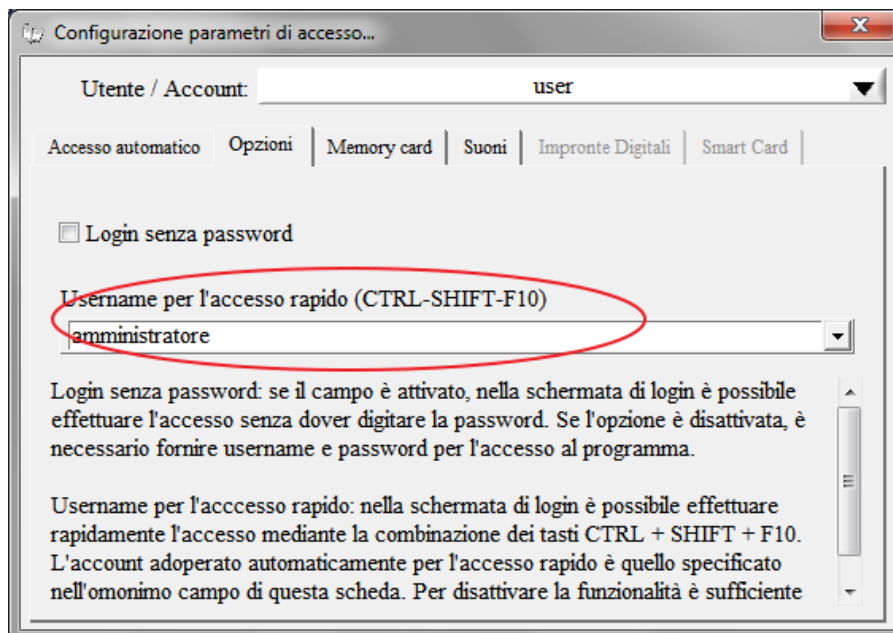 Configurazione parametri di accesso...
Utente / Account: user
Accesso automatico Opzioni Memory card Suoni Impronte Digitali Smart Card
Login senza password
Username per l'accesso rapido (CTRL-SHIFT-F10)
amministratore
Login senza password: se il campo è attivato, nella schermata di login è possibile
effettuare l'accesso senza dover digitare la password. Se l'opzione è disattivata, è
necessario fornire username e password per l'accesso al programma.
Username per l'acccesso rapido: nella schermata di login è possibile effettuare
rapidamente l'accesso mediante la combinazione dei tasti CTRL + SHIFT + F10.
L'account adoperato automaticamente per l'accesso rapido è quello specificato
nell'omonimo campo di questa scheda. Per disattivare la funzionalità è sufficiente